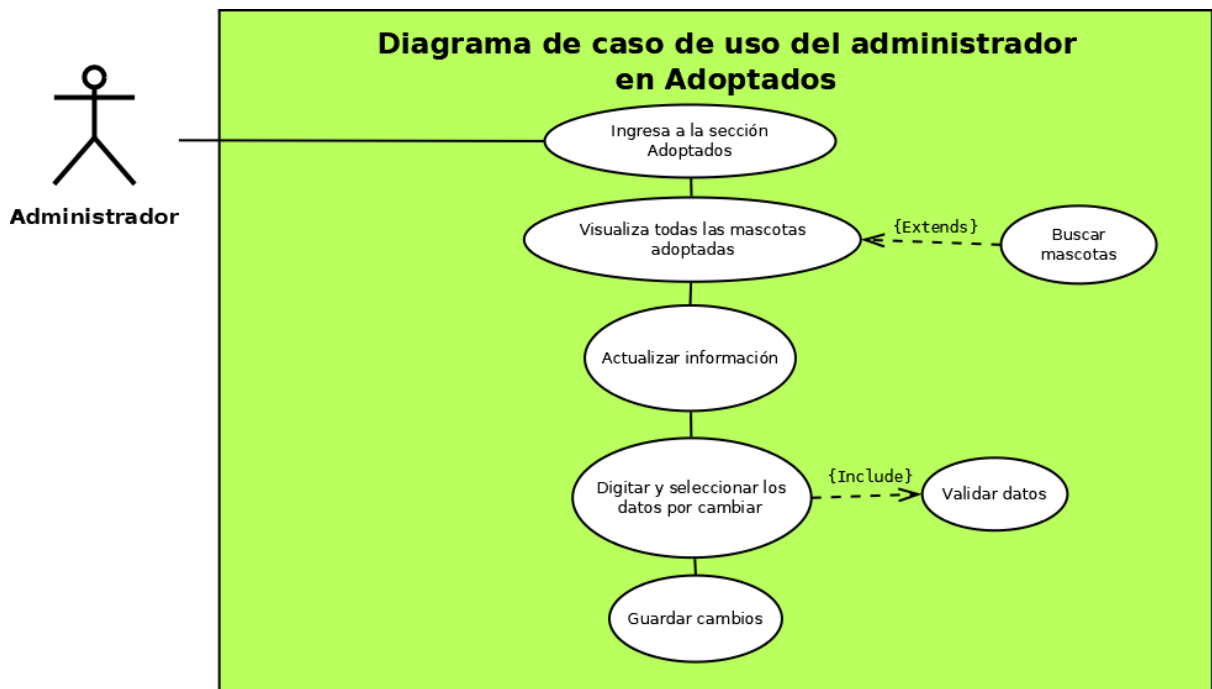 Diagrama de caso de uso del administrador
en Adoptados
Ingresa a la sección
Adoptados
Administrador
Visualiza todas las mascotas
adoptadas
{Extends}
Buscar
mascotas
Actualizar información
Digitar y seleccionar los
datos por cambiar
{Include}
Validar datos
Guardar cambios